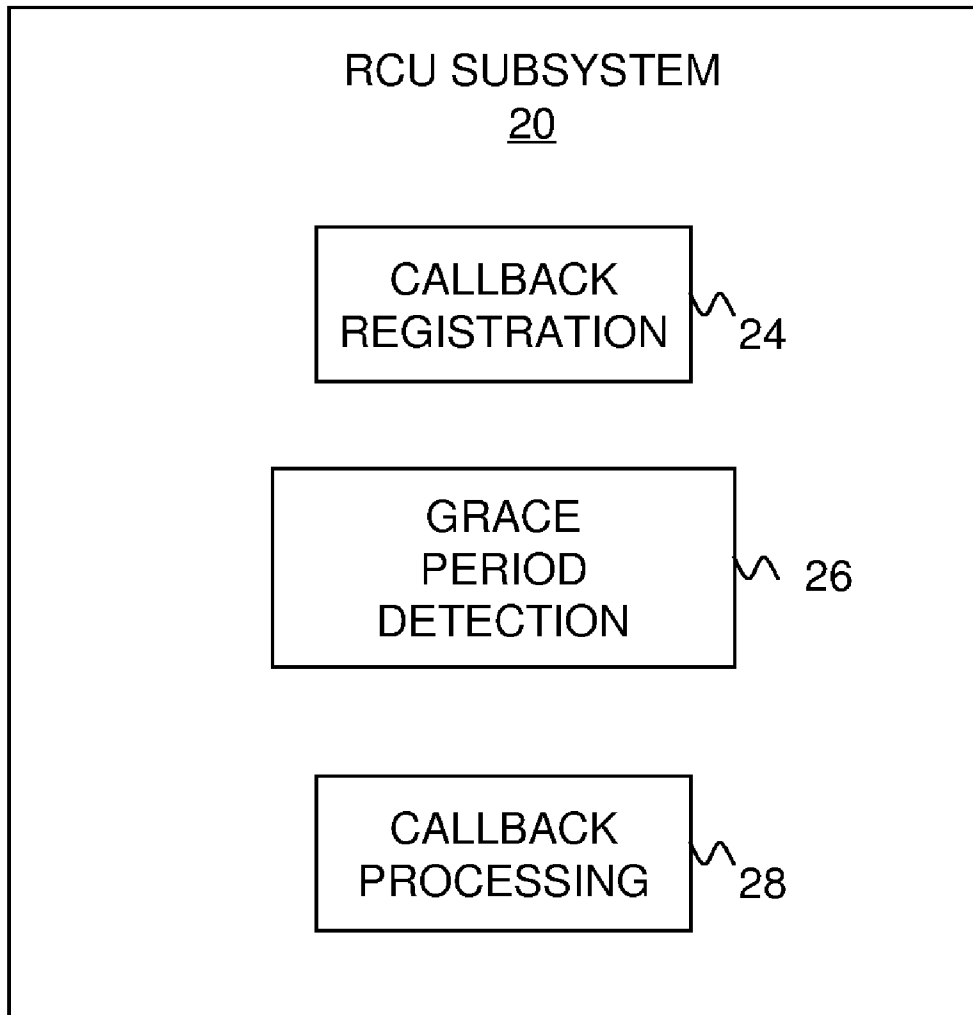 RCU SUBSYSTEM
20
CALLBACK
REGISTRATION
24
GRACE
PERIOD
DETECTION
26
CALLBACK
PROCESSING
28